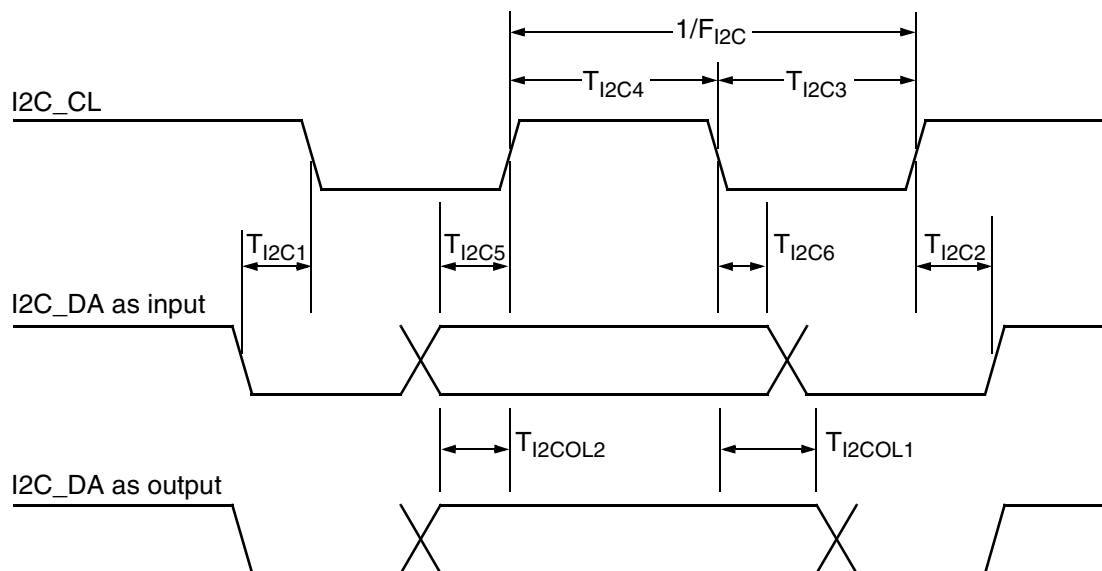 1/FI2C
TI2C4
TI2C3
I2C_CL
TI2C1
TI2C5
TI2C6
TI2C2
I2C_DA as input
TI2COL2
TI2COL1
I2C_DA as output